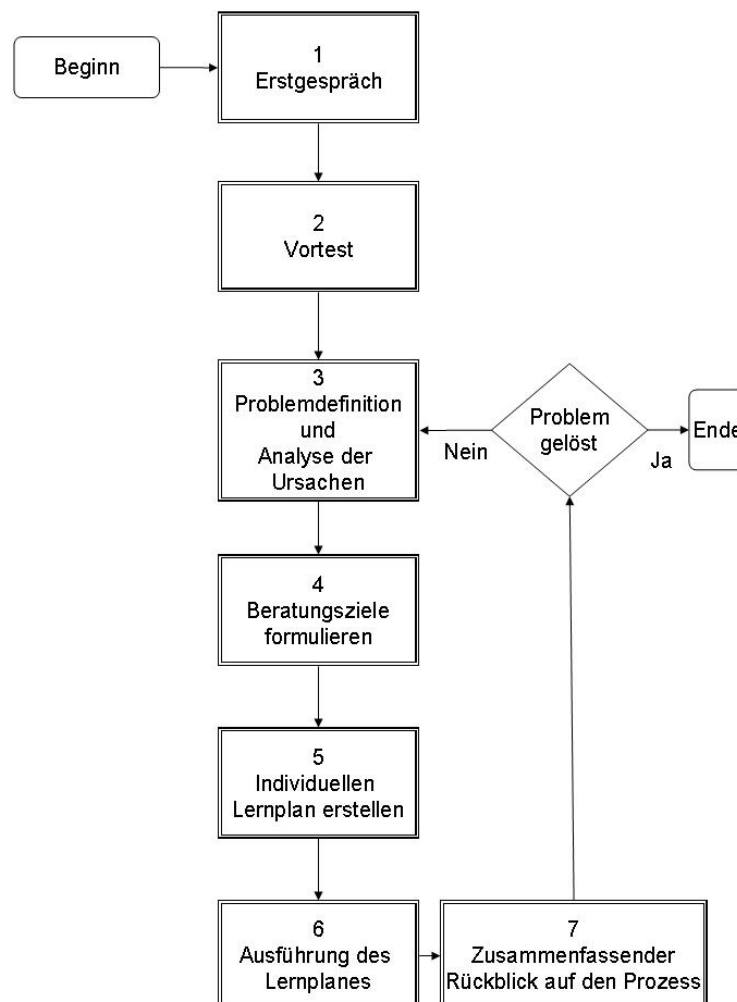 Beginn
1
Erstgespräch
2
Vortest
3
Problemdefinition
und
Analyse der
Ursachen
Problem
gelöst
Nein
Ja
Ende
4
Beratungsziele
formulieren
5
Individuellen
Lernplan erstellen
6
Ausführung des
Lernplanes
7
Zusammenfassender
Rückblick auf den Prozess